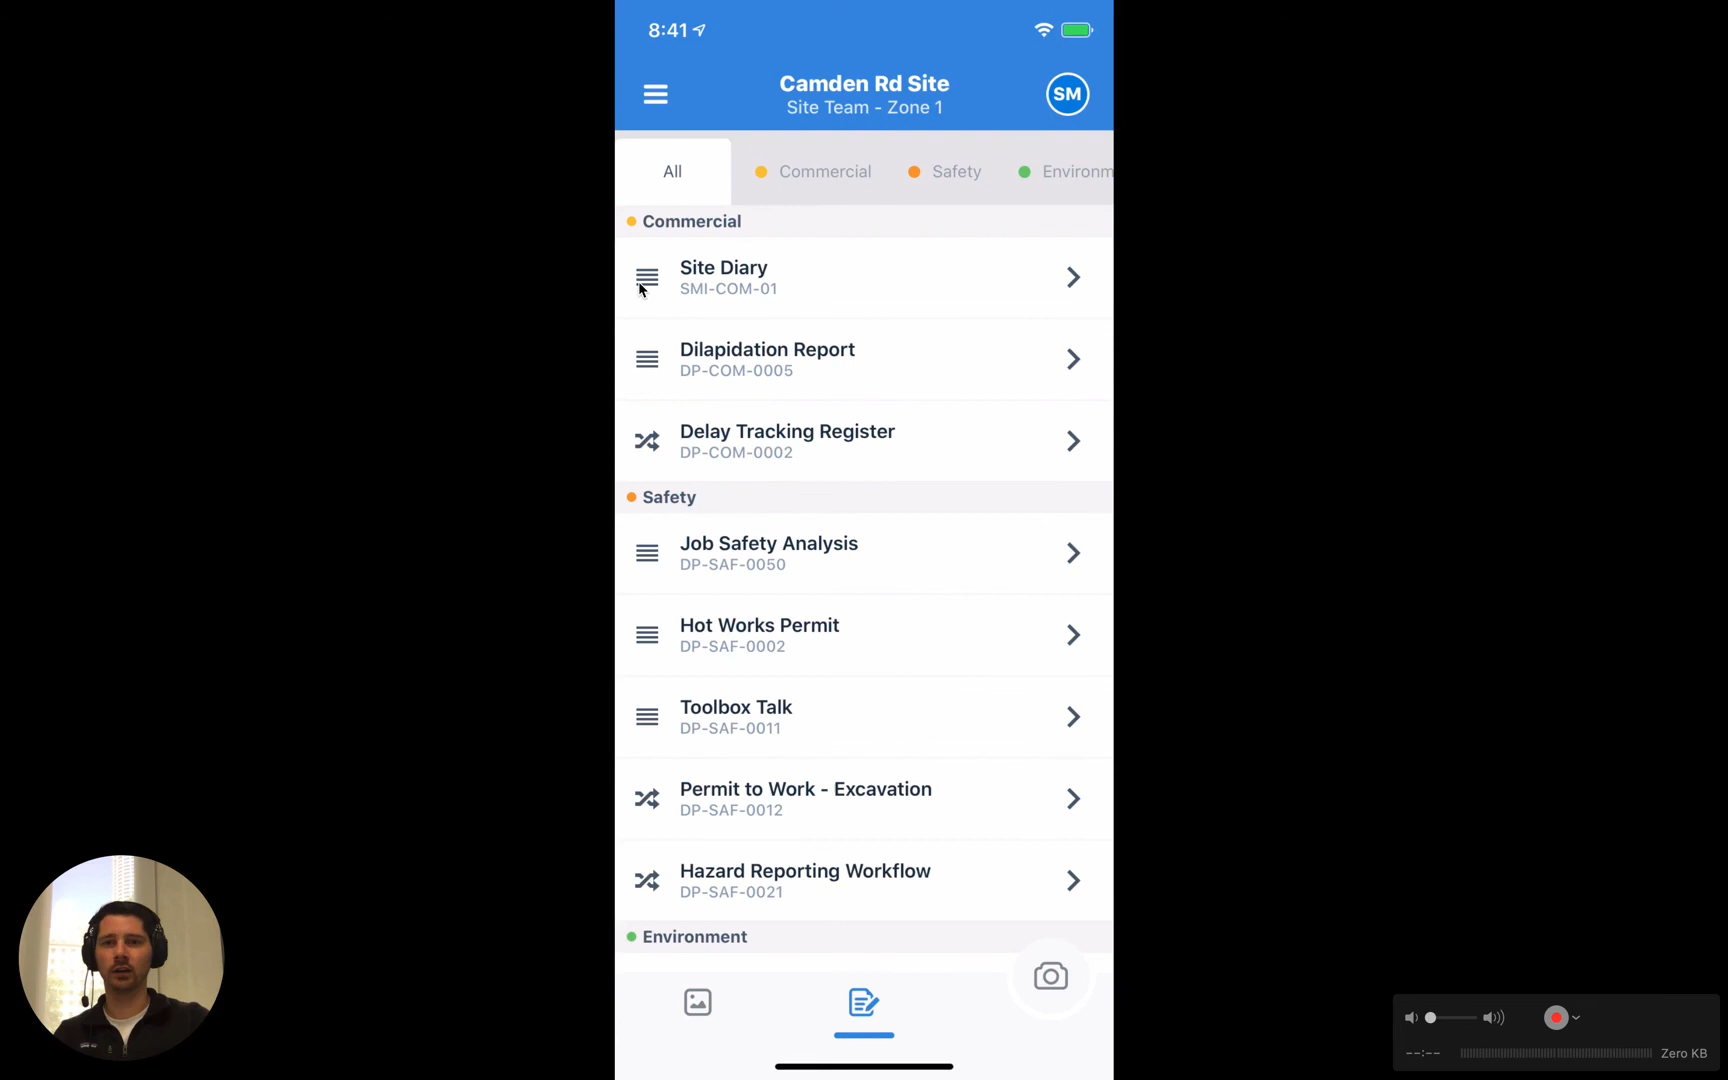 8:41
Camden Rd Site
SM
Site Team - Zone 1
All
Commercial
Safety
Environm
Commercial
Site Diary
SMI-COM-01
Dilapidation Report
DP-COM-0005
Delay Tracking Register
DP-COM-0002
Safety
Job Safety Analysis
DP-SAF-0050
Hot Works Permit
DP-SAF-0002
Toolbox Talk
DP-SAF-0011
Permit to Work - Excavation
DP-SAF-0012
Hazard Reporting Workflow
DP-SAF-0021
Environment
--:--
Zero KB